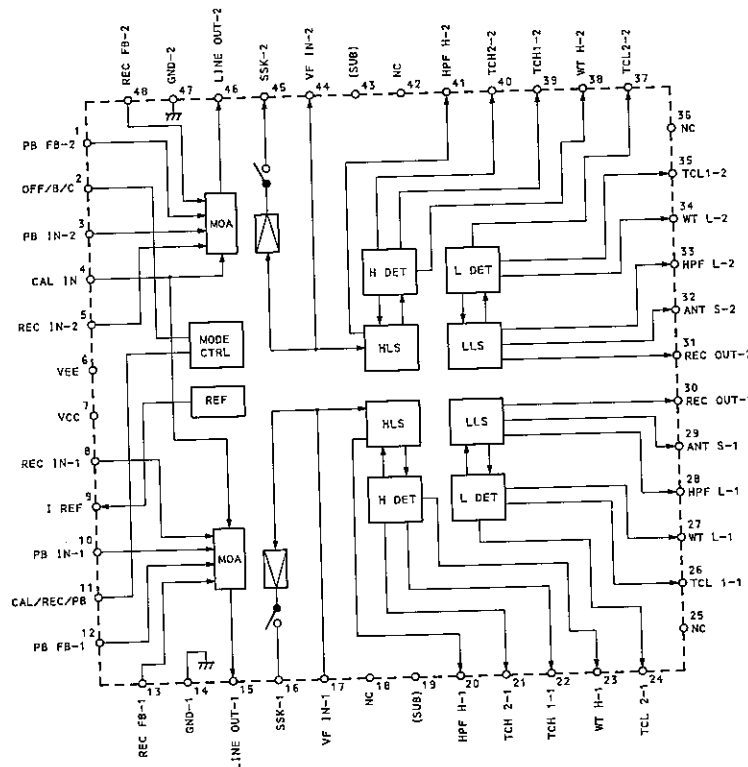 REC FB-2
GND-2
LINE OUT-2
SSK-2
VF IN-2
(SUB)
NC
HPF H-2
TCH2-2
TCH1-2
WT H-2
TCL2-2
48
47
46
45
44
43
42
41
40
39
38
37
1
PB FB-2
2
OFF/B/C
3
PB IN-2
4
CAL IN
5
REC IN-2
6
VEE
7
VCC
8
REC IN-1
9
I REF
10
PB IN-1
11
CAL/REC/PB
12
PB FB-1
MOA
MODE
CTRL
REF
MOA
H DET
L DET
HLS
LLS
HLS
LLS
H DET
L DET
36
NC
35
TCL1-2
34
WT L-2
33
HPF L-2
32
ANT S-2
31
REC OUT-2
30
REC OUT-1
29
ANT S-1
28
HPF L-1
27
WT L-1
26
TCL 1-1
25
NC
13
14
15
16
17
18
19
20
21
22
23
24
REC FB-1
GND-1
LINE OUT-1
SSK-1
VF IN-1
NC
(SUB)
HPF H-1
TCH 2-1
TCH 1-1
WT H-1
TCL 2-1